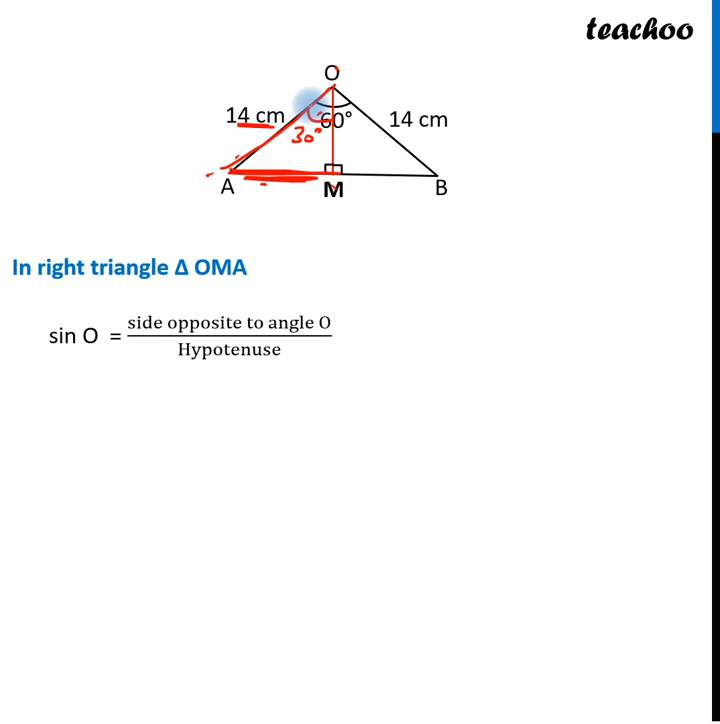 teachoo
O
14 cm
60°
14 cm
30°
A
M
B
In right triangle Δ OMA
sin O = side opposite to angle O / Hypotenuse